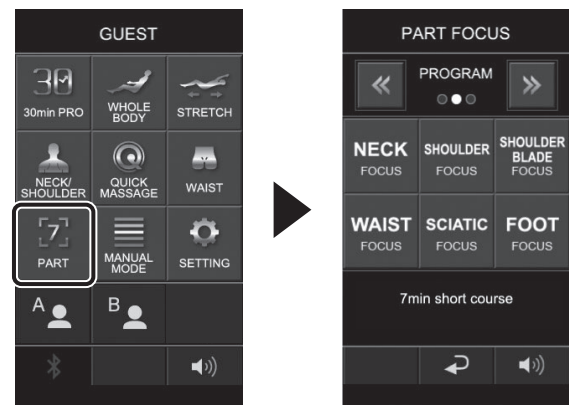 GUEST
30
30min PRO
WHOLE
BODY
STRETCH
NECK/
SHOULDER
QUICK
MASSAGE
WAIST
7
PART
MANUAL
MODE
SETTING
A
B
PART FOCUS
PROGRAM
NECK
FOCUS
SHOULDER
FOCUS
SHOULDER
BLADE
FOCUS
WAIST
FOCUS
SCIATIC
FOCUS
FOOT
FOCUS
7min short course